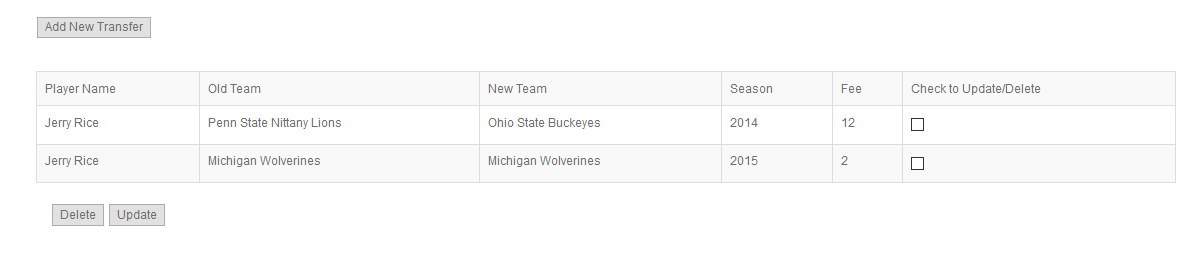 Add New Transfer
Player Name Old Team New Team Season Fee Check to Update/Delete
Jerry Rice Penn State Nittany Lions Ohio State Buckeyes 2014 12
Jerry Rice Michigan Wolverines Michigan Wolverines 2015 2
Delete Update